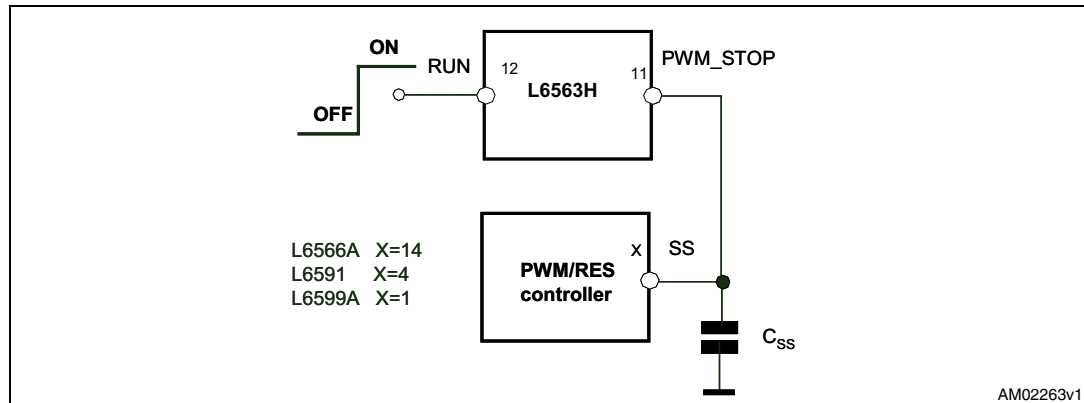 ON
RUN
OFF
12
L6563H
11
PWM_STOP
L6566A X=14
L6591 X=4
L6599A X=1
PWM/RES
controller
X
SS
CSS
AM02263v1